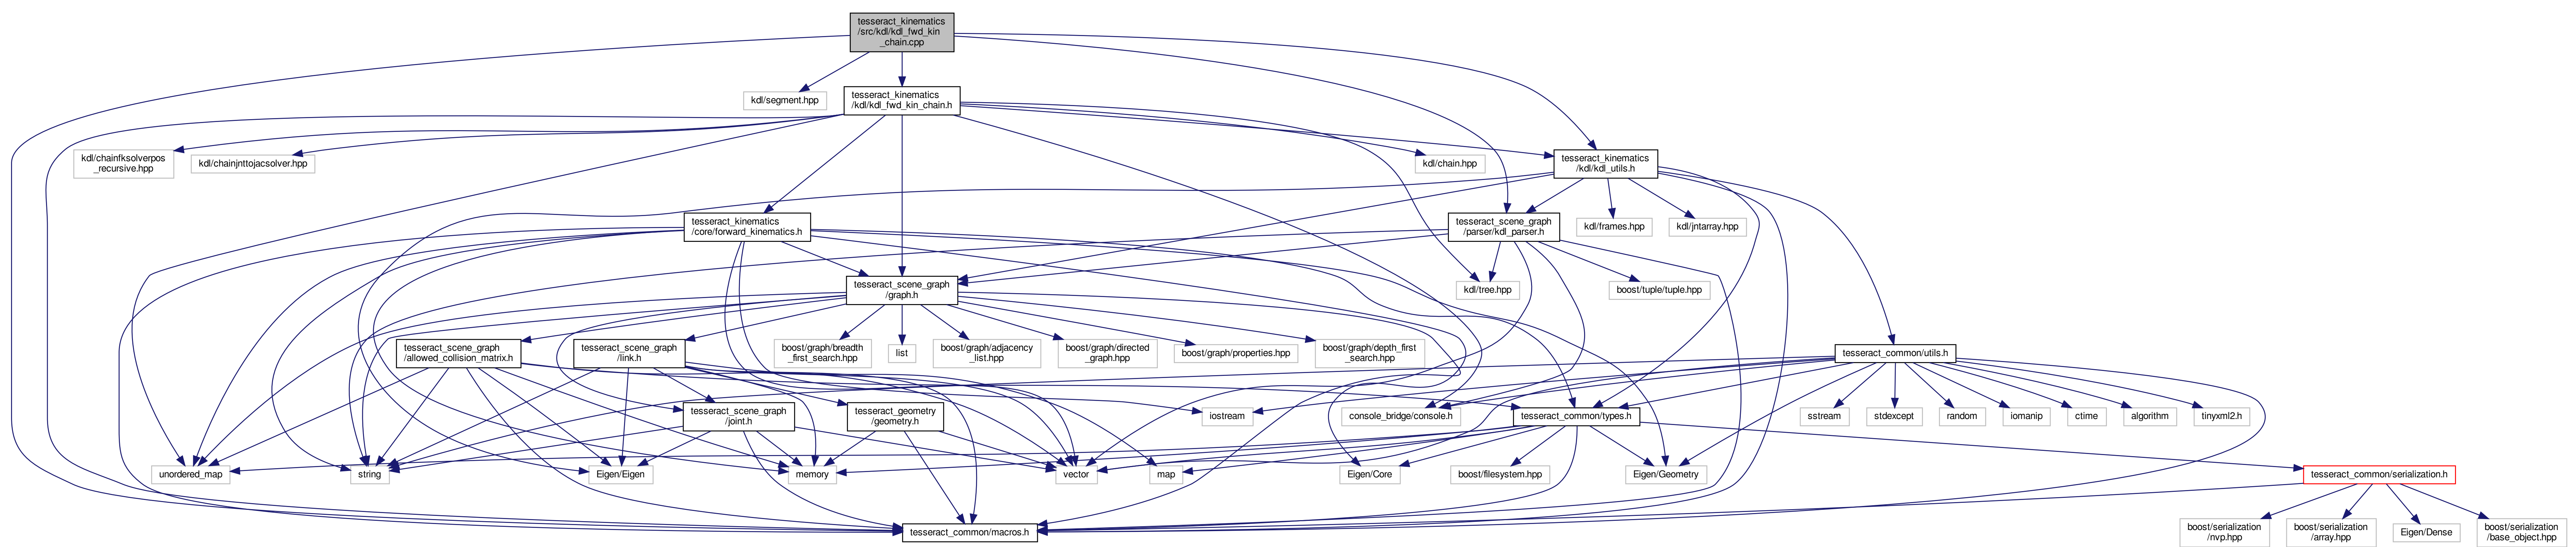 tesseract_kinematics
/src/kdl/kdl_fwd_kin
_chain.cpp
kdl/segment.hpp
tesseract_kinematics
/kdl/kdl_fwd_kin_chain.h
kdl/chainfksolverpos
_recursive.hpp
kdl/chainjnttojacsolver.hpp
kdl/chain.hpp
tesseract_kinematics
/kdl/kdl_utils.h
tesseract_kinematics
/core/forward_kinematics.h
tesseract_scene_graph
/parser/kdl_parser.h
kdl/frames.hpp
kdl/jntarray.hpp
tesseract_scene_graph
/graph.h
kdl/tree.hpp
boost/tuple/tuple.hpp
tesseract_scene_graph
/allowed_collision_matrix.h
tesseract_scene_graph
/link.h
boost/graph/breadth
_first_search.hpp
list
boost/graph/adjacency
_list.hpp
boost/graph/directed
_graph.hpp
boost/graph/properties.hpp
boost/graph/depth_first
_search.hpp
tesseract_common/utils.h
tesseract_scene_graph
/joint.h
tesseract_geometry
/geometry.h
iostream
console_bridge/console.h
tesseract_common/types.h
sstream
stdexcept
random
iomanip
ctime
algorithm
tinyxml2.h
unordered_map
string
Eigen/Eigen
memory
vector
map
Eigen/Core
boost/filesystem.hpp
Eigen/Geometry
tesseract_common/serialization.h
tesseract_common/macros.h
boost/serialization
/nvp.hpp
boost/serialization
/array.hpp
Eigen/Dense
boost/serialization
/base_object.hpp